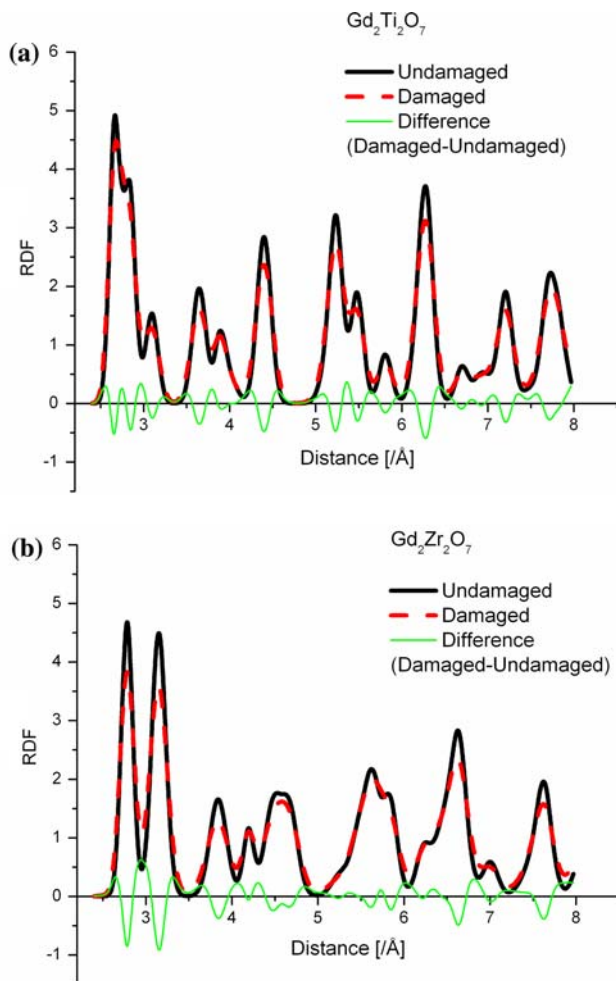 Gd2Ti2O7
(a)
6
Undamaged
Damaged
Difference
(Damaged-Undamaged)
5
4
3
2
1
0
-1
RDF
3 4 5 6 7 8
Distance [/Å]
Gd2Zr2O7
(b)
6
Undamaged
Damaged
Difference
(Damaged-Undamaged)
5
4
3
2
1
0
-1
RDF
3 4 5 6 7 8
Distance [/Å]